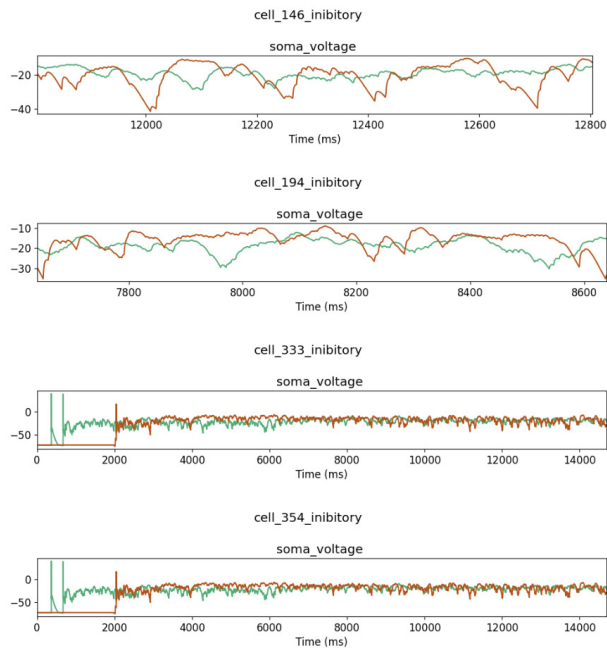 cell_146_inibitory
soma_voltage
−20
−40
12000 12200 12400 12600 12800
Time (ms)
cell_194_inibitory
soma_voltage
−10
−20
−30
7800 8000 8200 8400 8600
Time (ms)
cell_333_inibitory
soma_voltage
0
−50
0 2000 4000 6000 8000 10000 12000 14000
Time (ms)
cell_354_inibitory
soma_voltage
0
−50
0 2000 4000 6000 8000 10000 12000 14000
Time (ms)